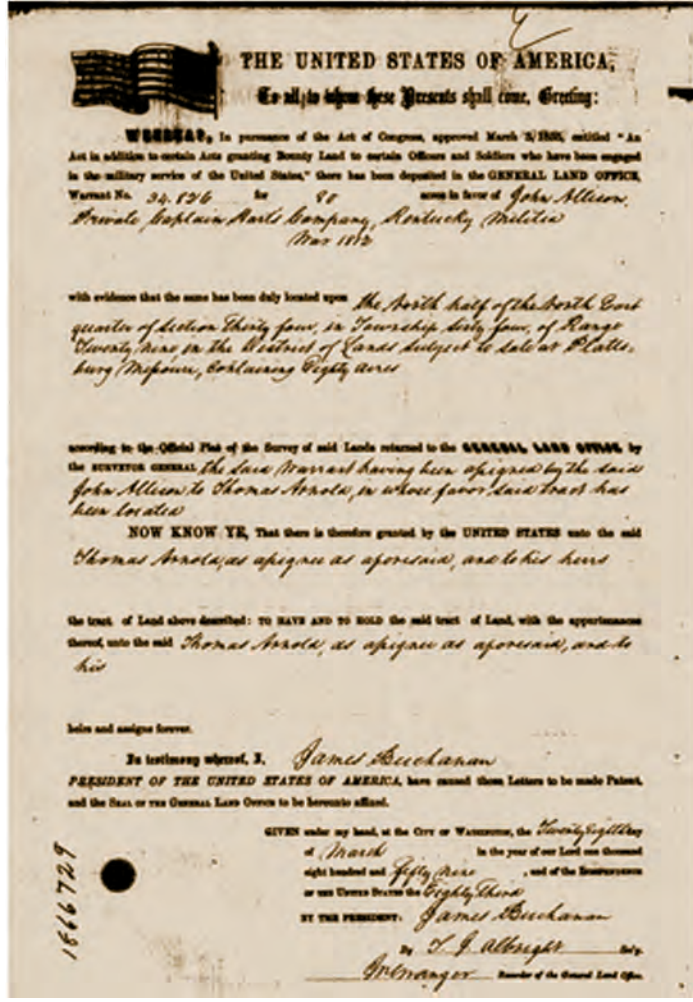 THE UNITED STATES OF AMERICA,
To all to whom these Presents shall come, Greeting:
WHEREAS, In pursuance of the Act of Congress, approved March 3, 1855, entitled "An
Act in addition to certain Acts granting Bounty Land to certain Officers and Soldiers who have been engaged
in the military service of the United States," there has been deposited in the GENERAL LAND OFFICE,
Warrant No. 34.826 for 80 acres in favor of John Allison,
Private Captain Harts Company, Kentucky Militia
War 1812
with evidence that the same has been duly located upon the North half of the North East
quarter of Section Thirty four, in Township Sixty four, of Range
Twenty nine, in the District of Lands subject to sale at Platts-
burg Missouri, Containing Eighty acres
according to the Official Plat of the Survey of said Lands returned to the GENERAL LAND OFFICE by
the SURVEYOR GENERAL the said Warrant having been assigned by the said
John Allison to Thomas Arnold, in whose favor said tract has
been located
NOW KNOW YE, That there is therefore granted by the UNITED STATES unto the said
Thomas Arnold, as assignee as aforesaid, and to his heirs
the tract of Land above described: TO HAVE AND TO HOLD the said tract of Land, with the appurtenances
thereof, unto the said Thomas Arnold, as assignee as aforesaid, and to
his
heirs and assigns forever.
In testimony whereof, I, James Buchanan
PRESIDENT OF THE UNITED STATES OF AMERICA, have caused these Letters to be made Patent,
and the SEAL OF THE GENERAL LAND OFFICE to be hereunto affixed.
GIVEN under my hand, at the CITY OF WASHINGTON, the Twenty Eighth day
of March in the year of our Lord one thousand
eight hundred and fifty nine, and of the INDEPENDENCE
OF THE UNITED STATES the Eighty Third
BY THE PRESIDENT: James Buchanan
By T. J. Albright Sec'y.
Recorder of the General Land Office.
1866729